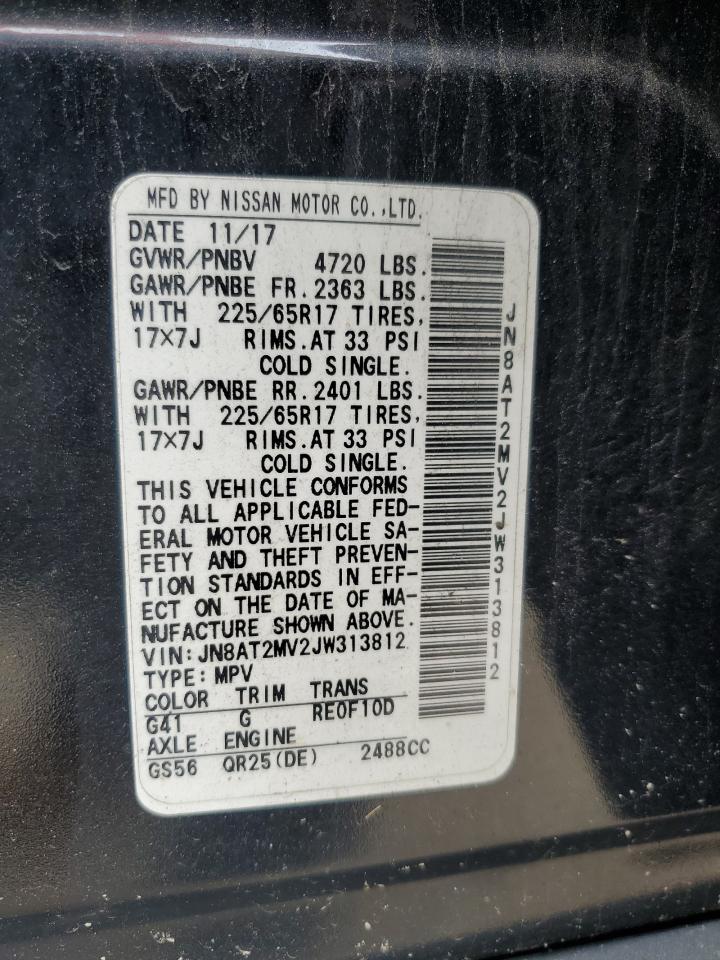 MFD BY NISSAN MOTOR CO.,LTD.
DATE 11/17
GVWR/PNBV 4720 LBS.
GAWR/PNBE FR.2363 LBS.
WITH 225/65R17 TIRES,
17×7J RIMS.AT 33 PSI
COLD SINGLE.
GAWR/PNBE RR.2401 LBS.
WITH 225/65R17 TIRES,
17×7J RIMS.AT 33 PSI
COLD SINGLE.
THIS VEHICLE CONFORMS
TO ALL APPLICABLE FED-
ERAL MOTOR VEHICLE SA-
FETY AND THEFT PREVEN-
TION STANDARDS IN EFF-
ECT ON THE DATE OF MA-
NUFACTURE SHOWN ABOVE.
VIN:JN8AT2MV2JW313812
TYPE:MPV
COLOR TRIM TRANS
G41 G RE0F10D
AXLE ENGINE
GS56 QR25(DE) 2488CC
JN8AT2MV2JW313812